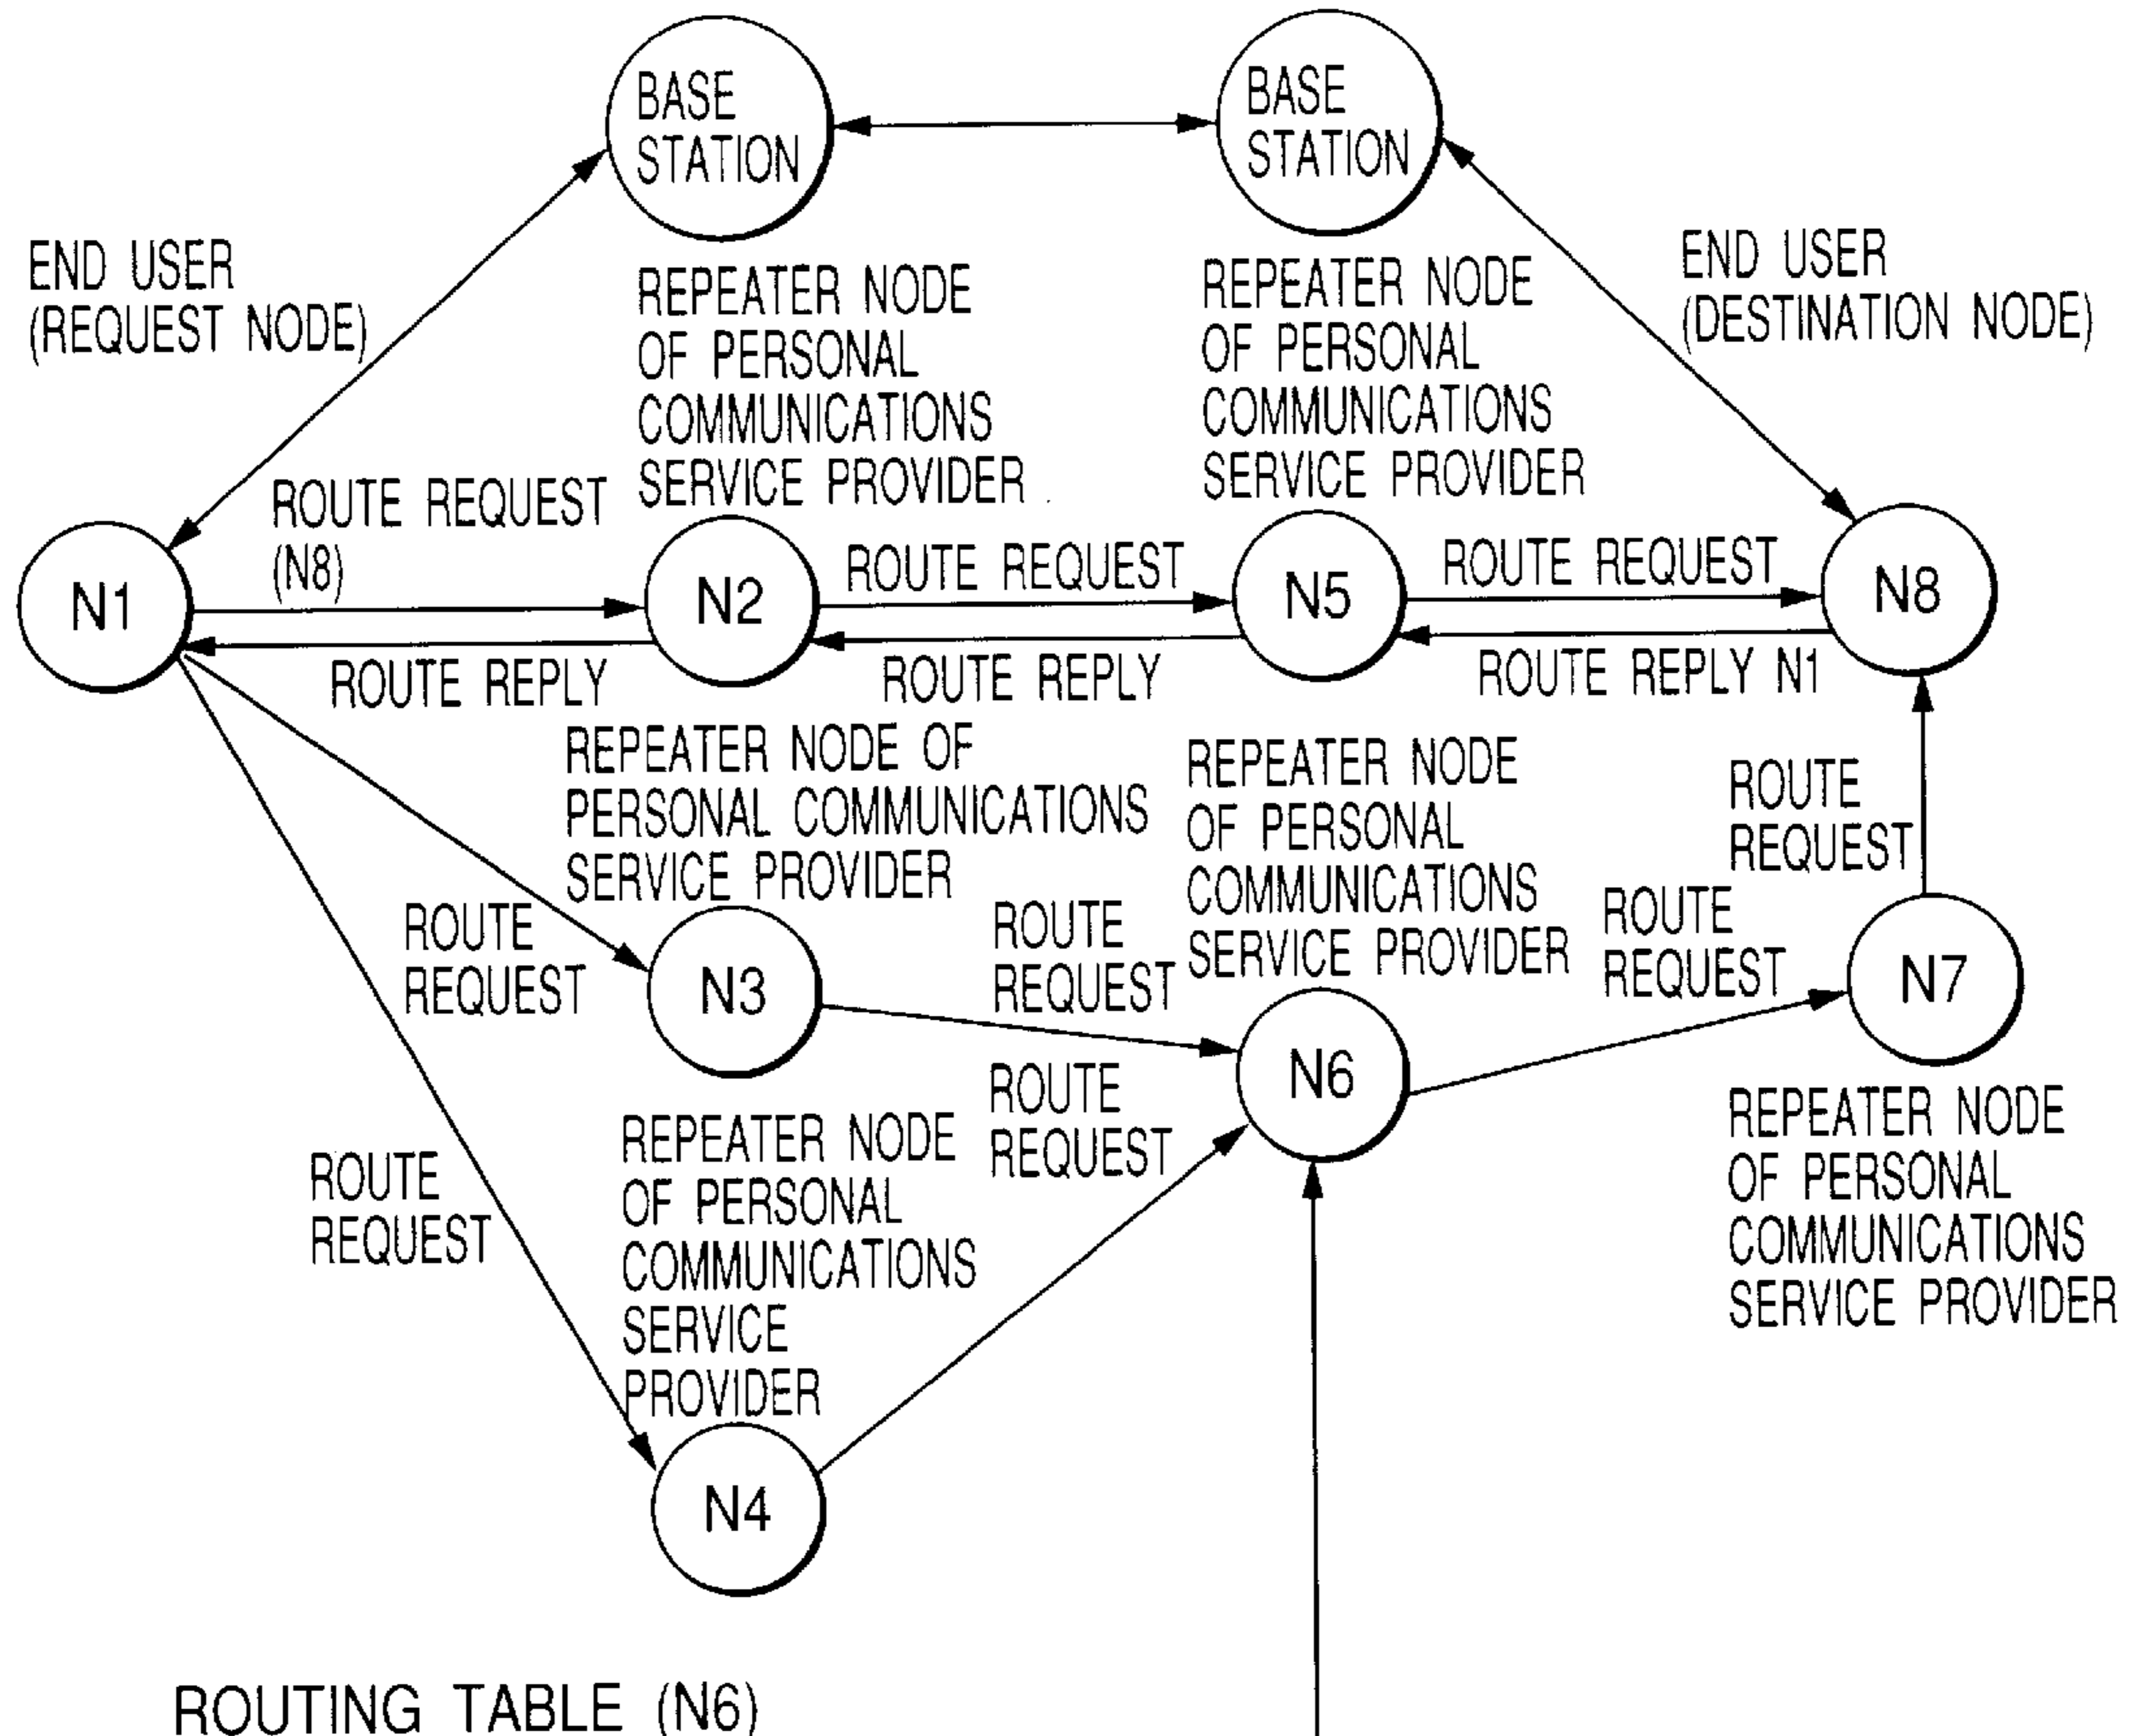 BASE
STATION
BASE
STATION
END USER
(REQUEST NODE)
REPEATER NODE
OF PERSONAL
COMMUNICATIONS
SERVICE PROVIDER
REPEATER NODE
OF PERSONAL
COMMUNICATIONS
SERVICE PROVIDER
END USER
(DESTINATION NODE)
N1
ROUTE REQUEST
(N8)
N2
ROUTE REQUEST
N5
ROUTE REQUEST
N8
ROUTE REPLY
ROUTE REPLY
ROUTE REPLY N1
REPEATER NODE OF
PERSONAL COMMUNICATIONS
SERVICE PROVIDER
REPEATER NODE
OF PERSONAL
COMMUNICATIONS
SERVICE PROVIDER
ROUTE
REQUEST
ROUTE
REQUEST
N3
ROUTE
REQUEST
ROUTE
REQUEST
N7
N6
ROUTE
REQUEST
REPEATER NODE
OF PERSONAL
COMMUNICATIONS
SERVICE PROVIDER
REPEATER NODE
OF PERSONAL
COMMUNICATIONS
SERVICE
PROVIDER
ROUTE
REQUEST
N4
ROUTING TABLE (N6)